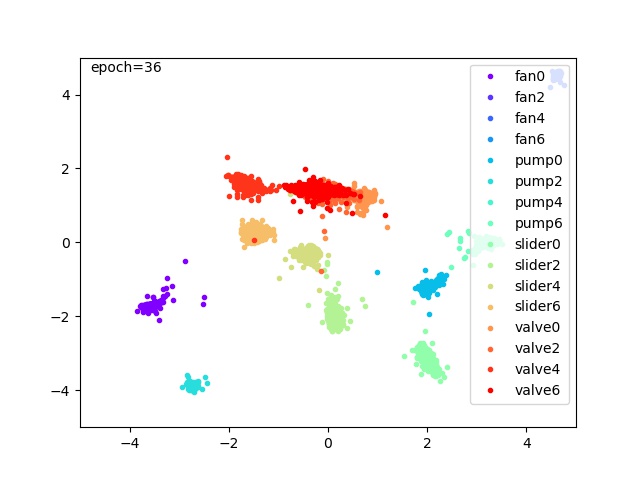 epoch=36
4
2
0
−2
−4
−4
−2
0
2
4
fan0
fan2
fan4
fan6
pump0
pump2
pump4
pump6
slider0
slider2
slider4
slider6
valve0
valve2
valve4
valve6